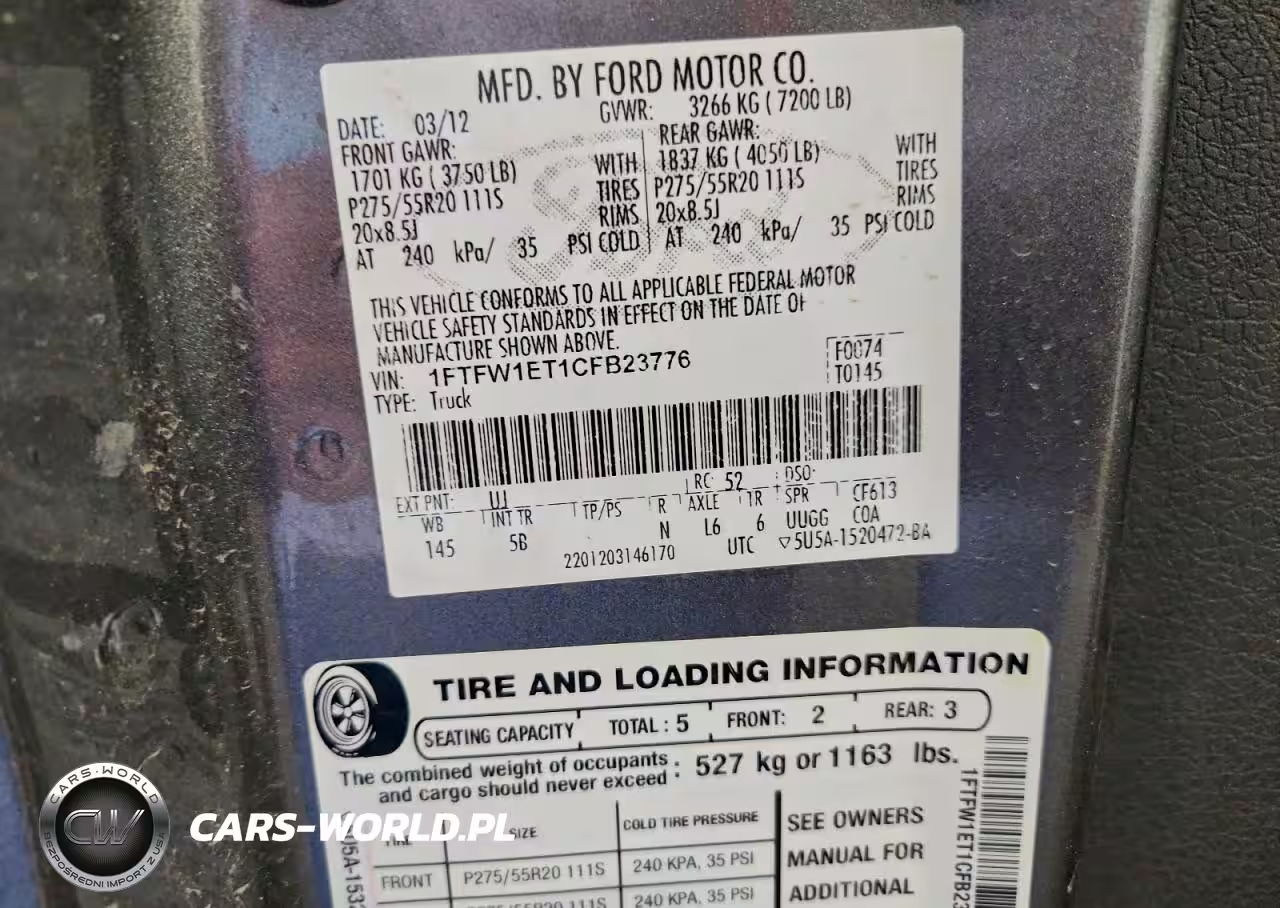 MFD. BY FORD MOTOR CO.
DATE: 03/12 GVWR: 3266 KG ( 7200 LB)
FRONT GAWR: REAR GAWR:
1701 KG ( 3750 LB) WITH 1837 KG ( 4050 LB) WITH
P275/55R20 111S TIRES P275/55R20 111S TIRES
20x8.5J RIMS 20x8.5J RIMS
AT 240 kPa/ 35 PSI COLD AT 240 kPa/ 35 PSI COLD
THIS VEHICLE CONFORMS TO ALL APPLICABLE FEDERAL MOTOR
VEHICLE SAFETY STANDARDS IN EFFECT ON THE DATE OF
MANUFACTURE SHOWN ABOVE.
VIN: 1FTFW1ET1CFB23776 F0074
TYPE: Truck T0145
EXT PNT: UJ RC: 52 DSO:
WB INT TR TP/PS R AXLE TR SPR CF613
145 5B N L6 6 UUGG COA
2201203146170 UTC ▽5U5A-1520472-BA
TIRE AND LOADING INFORMATION
SEATING CAPACITY TOTAL : 5 FRONT: 2 REAR: 3
The combined weight of occupants
and cargo should never exceed : 527 kg or 1163 lbs.
SIZE COLD TIRE PRESSURE SEE OWNERS
FRONT P275/55R20 111S 240 KPA, 35 PSI MANUAL FOR
240 KPA, 35 PSI ADDITIONAL
1FTFW1ET1CFB23
CARS-WORLD
CW
BEZPOŚREDNI IMPORT Z USA
CARS-WORLD.PL